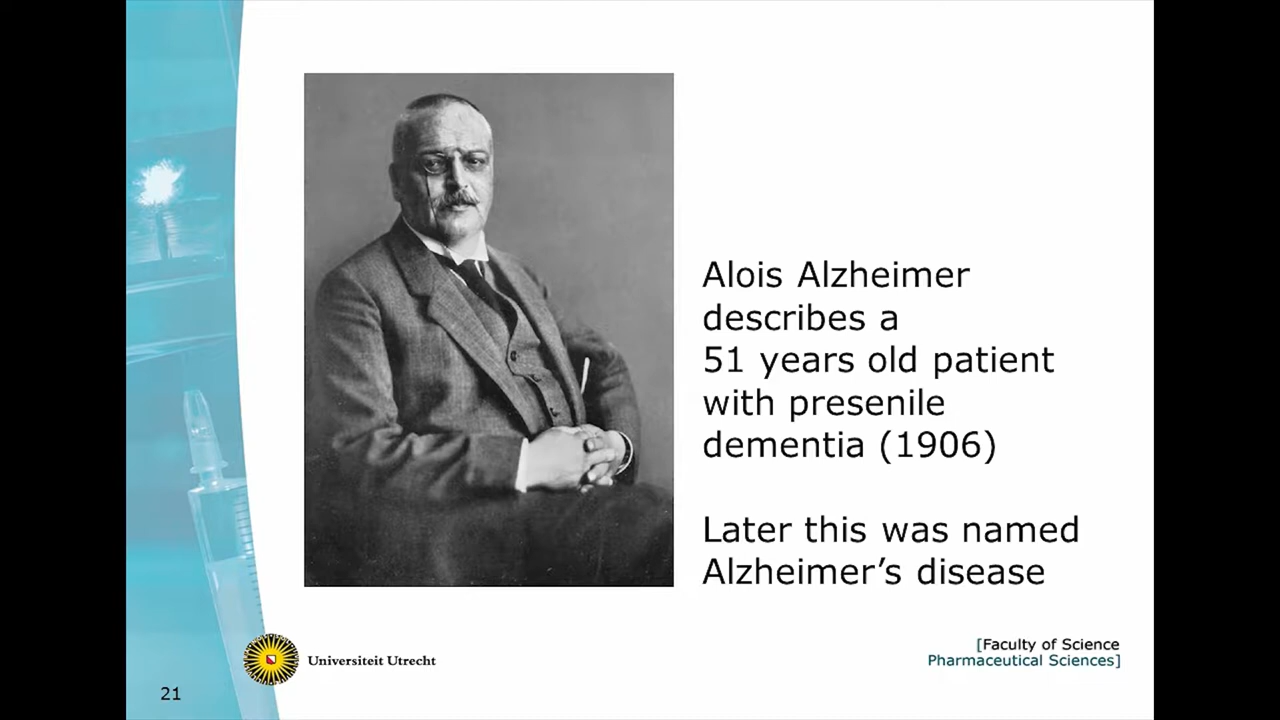 Alois Alzheimer
describes a
51 years old patient
with presenile
dementia (1906)
Later this was named
Alzheimer’s disease
Universiteit Utrecht
[Faculty of Science
Pharmaceutical Sciences]
21